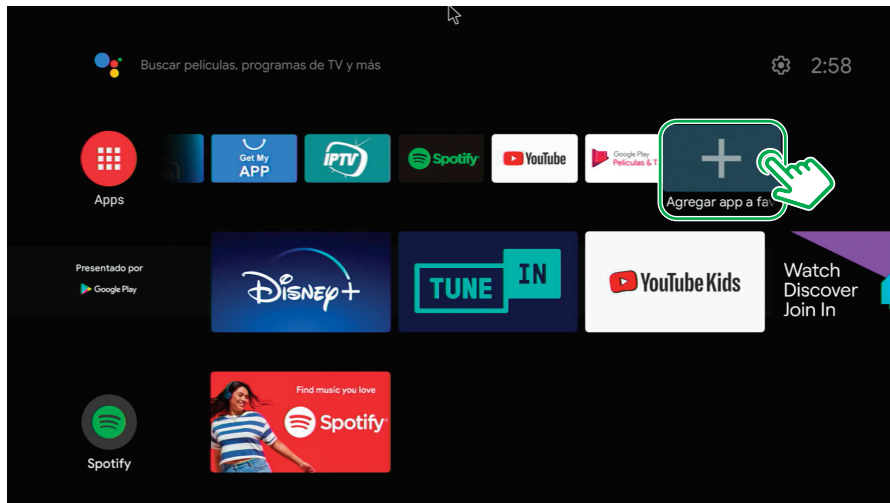 Buscar películas, programas de TV y más
2:58
Apps
Get My
APP
IPTV
Spotify
YouTube
Google Play
Películas & T
Agregar app a fav
Presentado por
Google Play
Disney+
TUNE IN
YouTube Kids
Watch
Discover
Join In
Spotify
Find music you love
Spotify